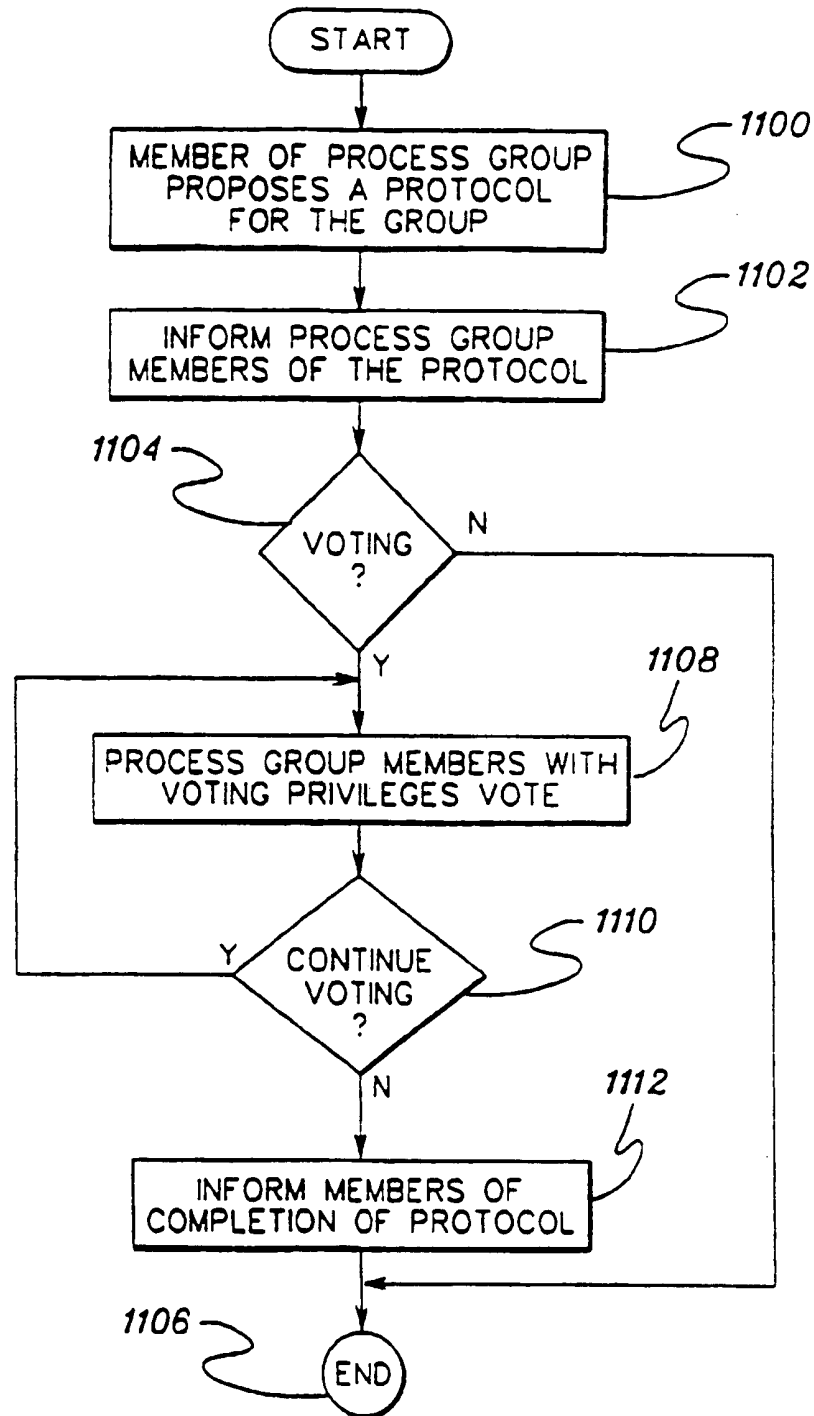 START
MEMBER OF PROCESS GROUP
PROPOSES A PROTOCOL
FOR THE GROUP
1100
INFORM PROCESS GROUP
MEMBERS OF THE PROTOCOL
1102
1104
VOTING
?
N
Y
1108
PROCESS GROUP MEMBERS WITH
VOTING PRIVILEGES VOTE
1110
Y
CONTINUE
VOTING
?
N
1112
INFORM MEMBERS OF
COMPLETION OF PROTOCOL
1106
END